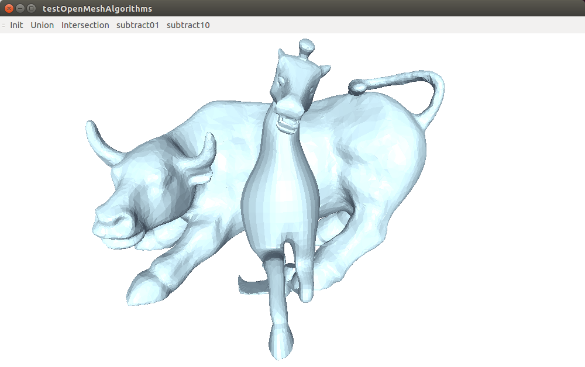 testOpenMeshAlgorithms
Init Union Intersection subtract01 subtract10